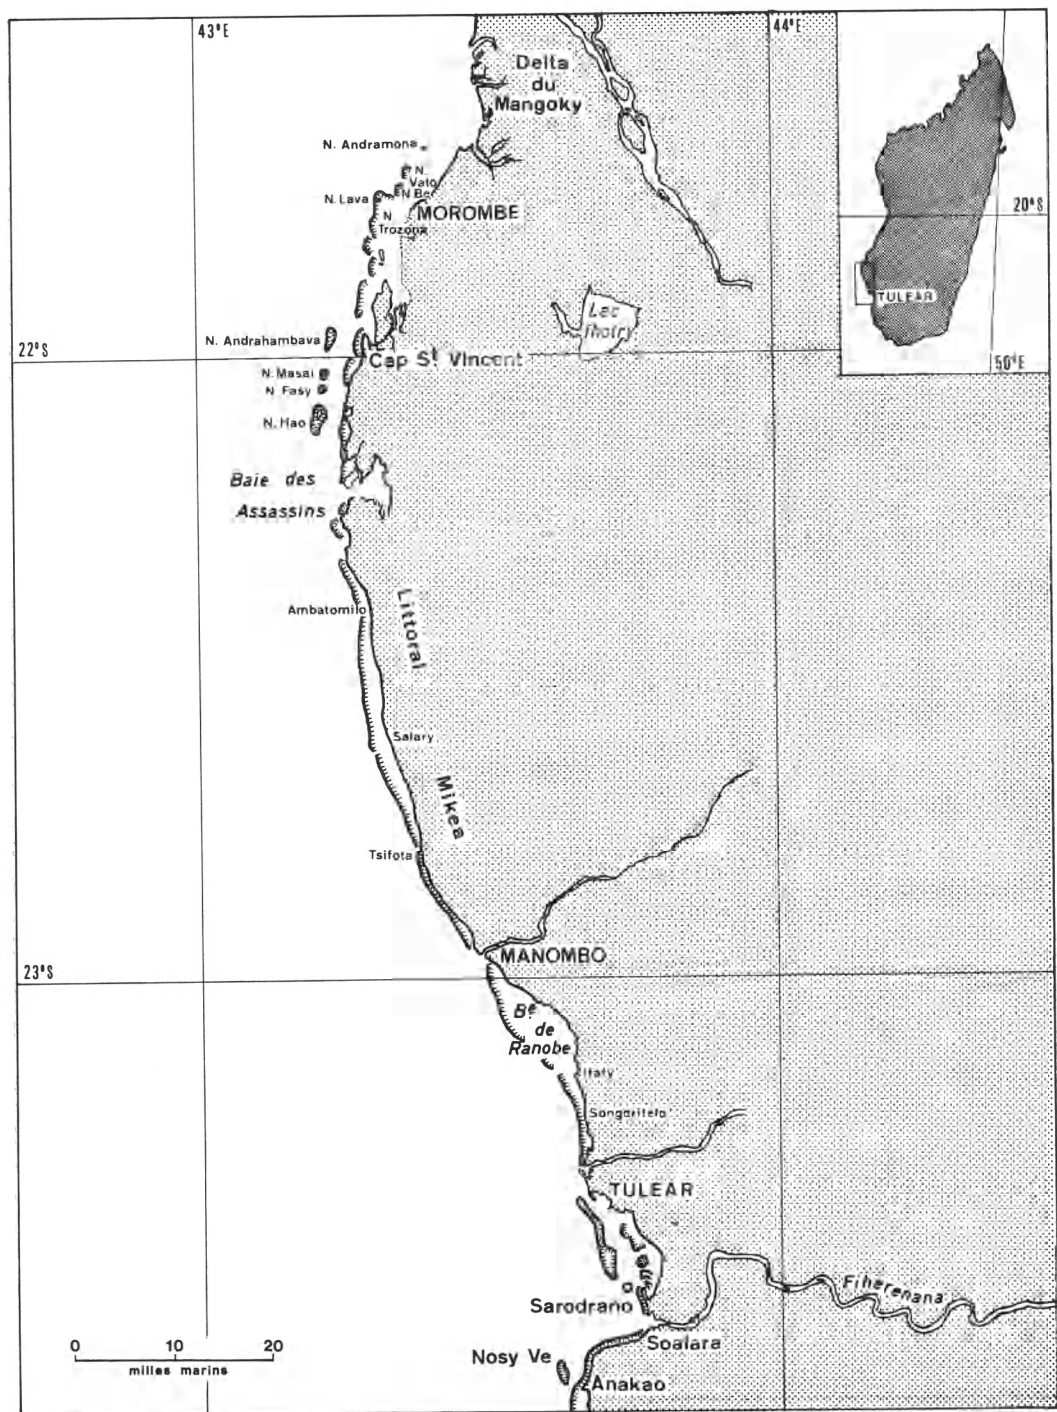 43°E
44°E
Delta
du
Mangoky
N. Andramona
N.
Vato
N Be
N. Lava
MOROMBE
N.
Trozona
20°S
TULEAR
50°E
Lac
Ihotry
N. Andrahambava
22°S
Cap St. Vincent
N. Masai
N. Fasy
N. Hao
Baie des
Assassins
Ambatomilo
Littoral
Salary
Mikea
Tsifota
MANOMBO
23°S
Be
de
Ranobe
Ifaty
Songoritelo
TULEAR
Fiherenana
Sarodrano
Soalara
0 10 20
milles marins
Nosy Ve
Anakao